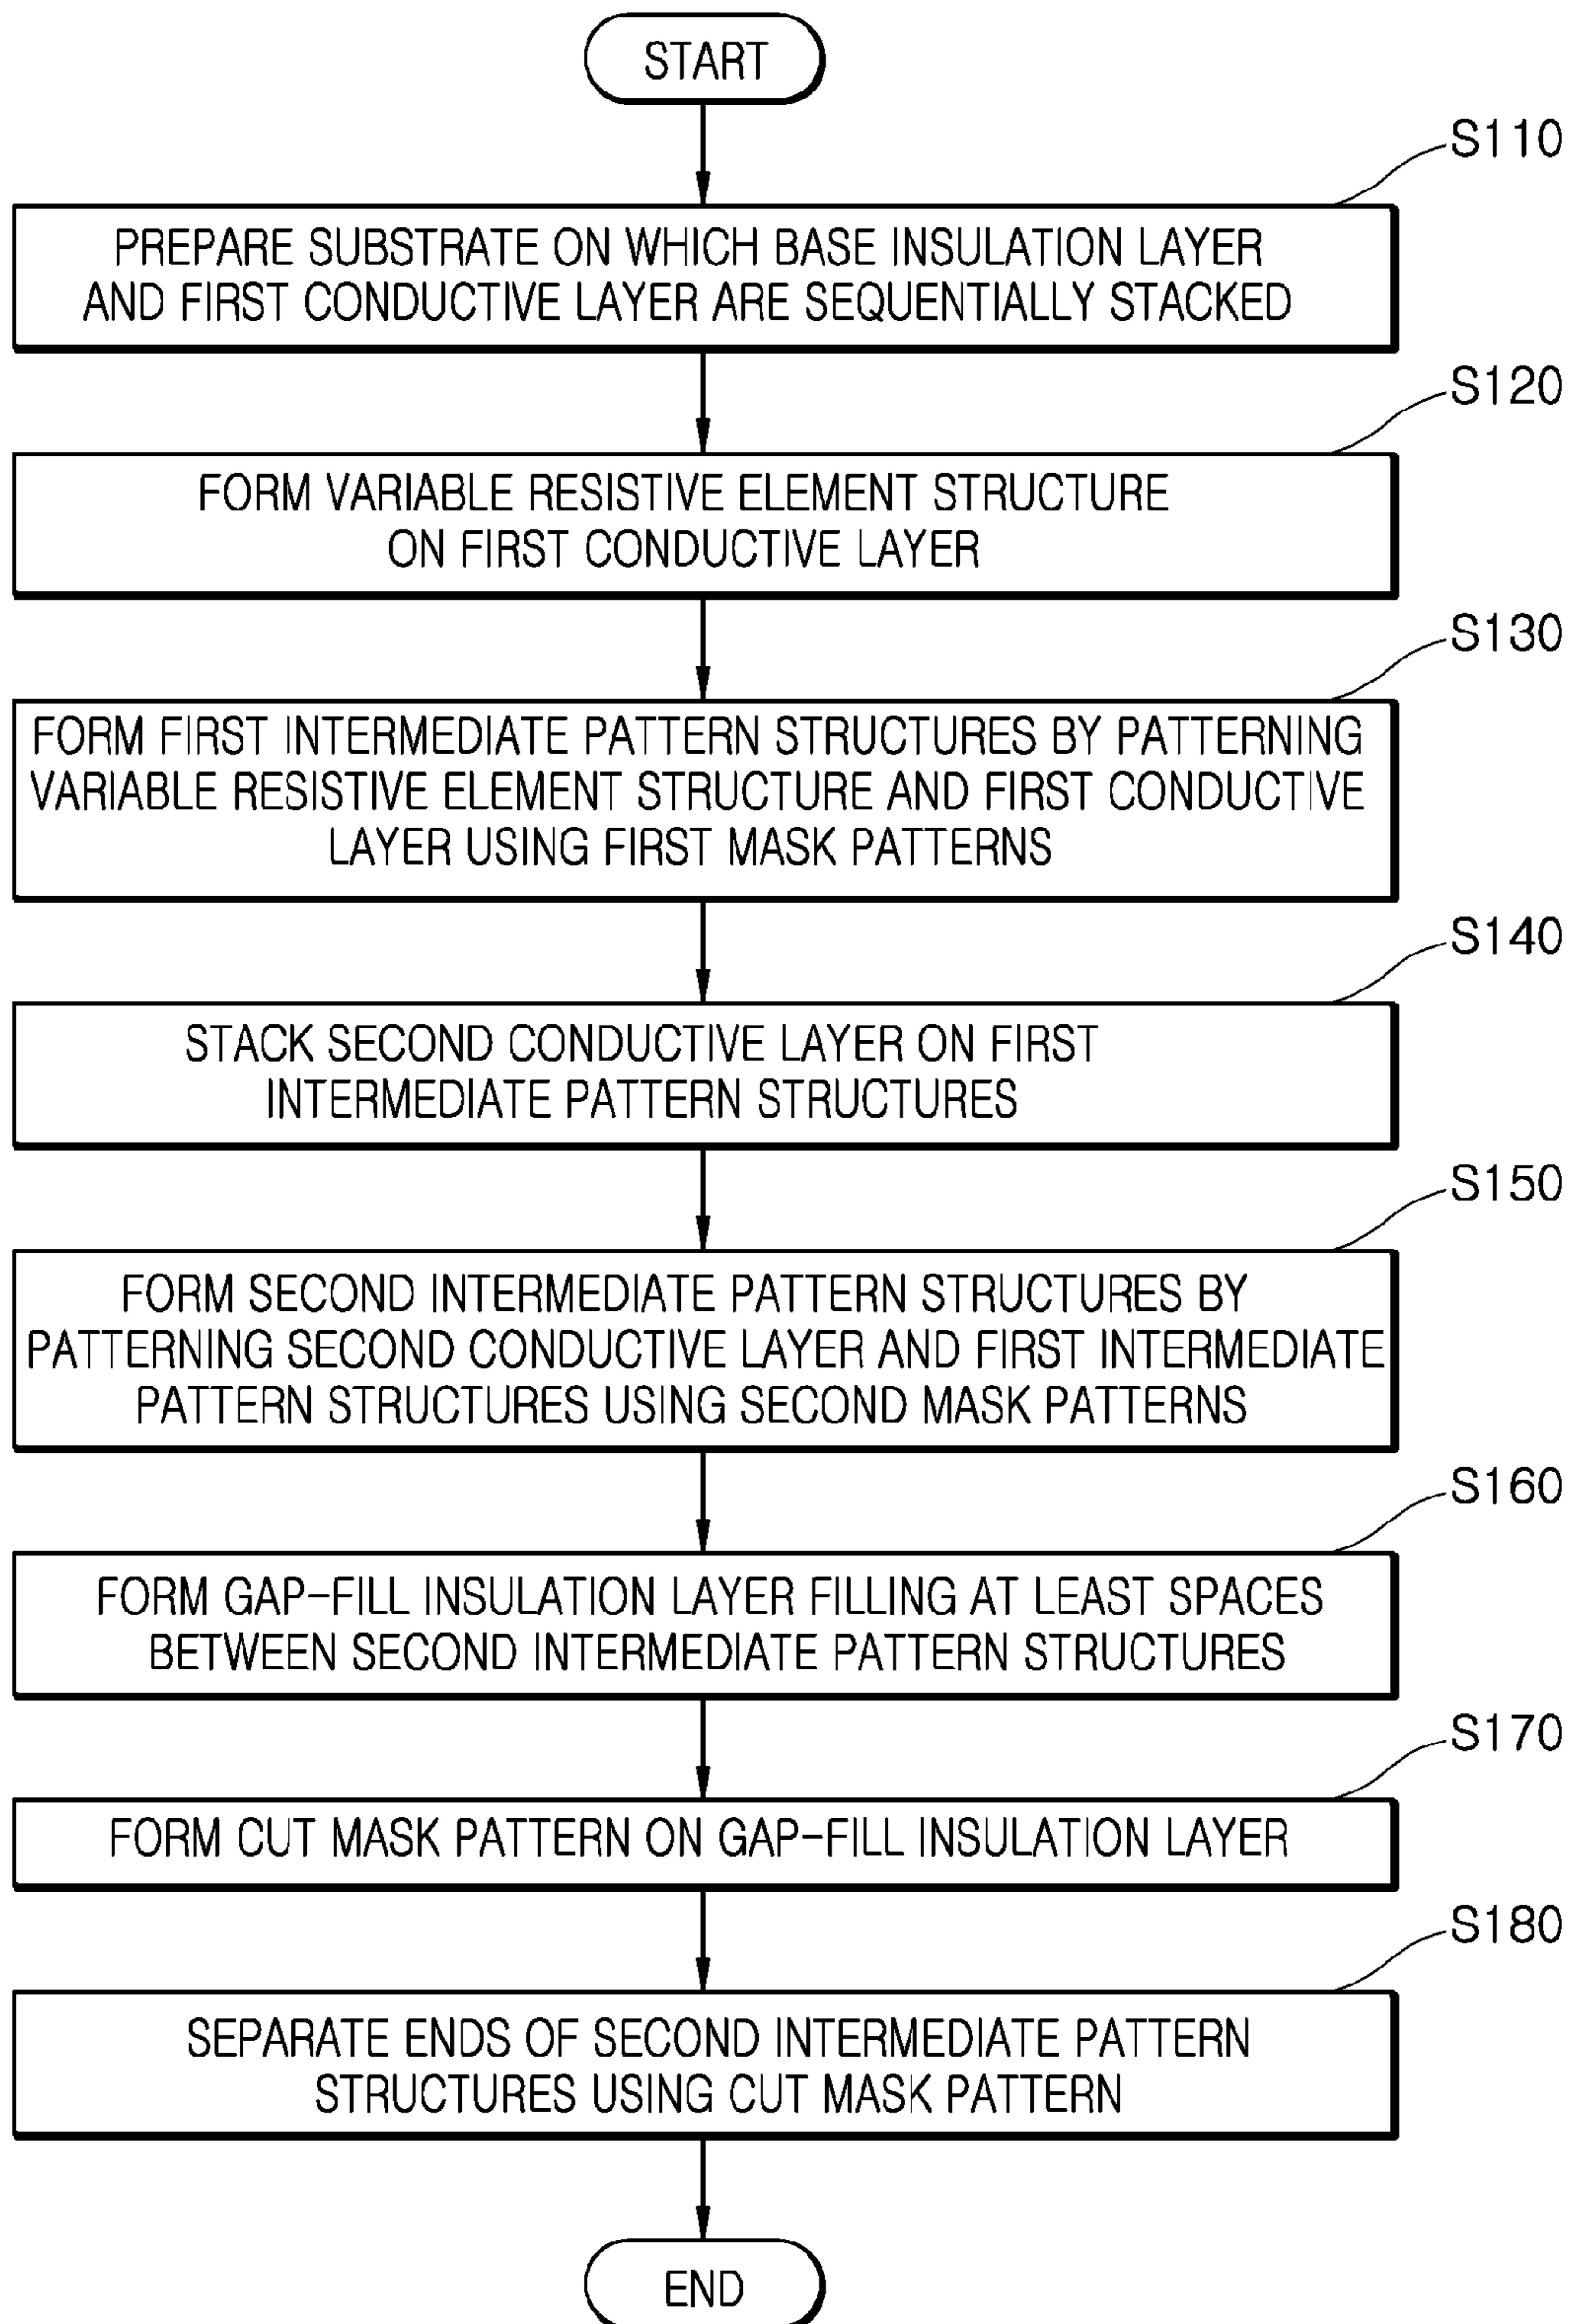 START
S110
PREPARE SUBSTRATE ON WHICH BASE INSULATION LAYER
AND FIRST CONDUCTIVE LAYER ARE SEQUENTIALLY STACKED
S120
FORM VARIABLE RESISTIVE ELEMENT STRUCTURE
ON FIRST CONDUCTIVE LAYER
S130
FORM FIRST INTERMEDIATE PATTERN STRUCTURES BY PATTERNING
VARIABLE RESISTIVE ELEMENT STRUCTURE AND FIRST CONDUCTIVE
LAYER USING FIRST MASK PATTERNS
S140
STACK SECOND CONDUCTIVE LAYER ON FIRST
INTERMEDIATE PATTERN STRUCTURES
S150
FORM SECOND INTERMEDIATE PATTERN STRUCTURES BY
PATTERNING SECOND CONDUCTIVE LAYER AND FIRST INTERMEDIATE
PATTERN STRUCTURES USING SECOND MASK PATTERNS
S160
FORM GAP-FILL INSULATION LAYER FILLING AT LEAST SPACES
BETWEEN SECOND INTERMEDIATE PATTERN STRUCTURES
S170
FORM CUT MASK PATTERN ON GAP-FILL INSULATION LAYER
S180
SEPARATE ENDS OF SECOND INTERMEDIATE PATTERN
STRUCTURES USING CUT MASK PATTERN
END